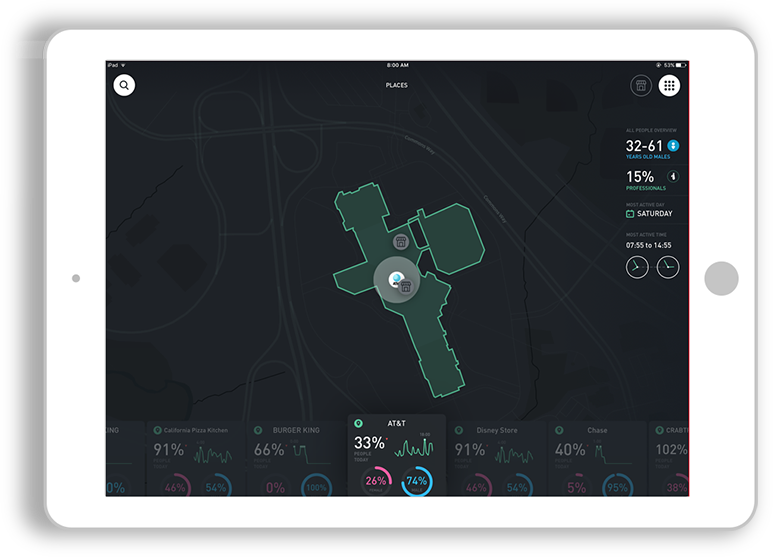 iPad
8:00 AM
53%
PLACES
ALL PEOPLE OVERVIEW
32-61
YEARS OLD MALES
15%
PROFESSIONALS
MOST ACTIVE DAY
SATURDAY
MOST ACTIVE TIME
07:55 to 14:55
KING
California Pizza Kitchen
91%
46%
54%
BURGER KING
66%
0%
100%
AT&T
33%
PEOPLE
TODAY
26%
74%
Disney Store
91%
46%
54%
Chase
40%
5%
95%
CRABT
102%
38%